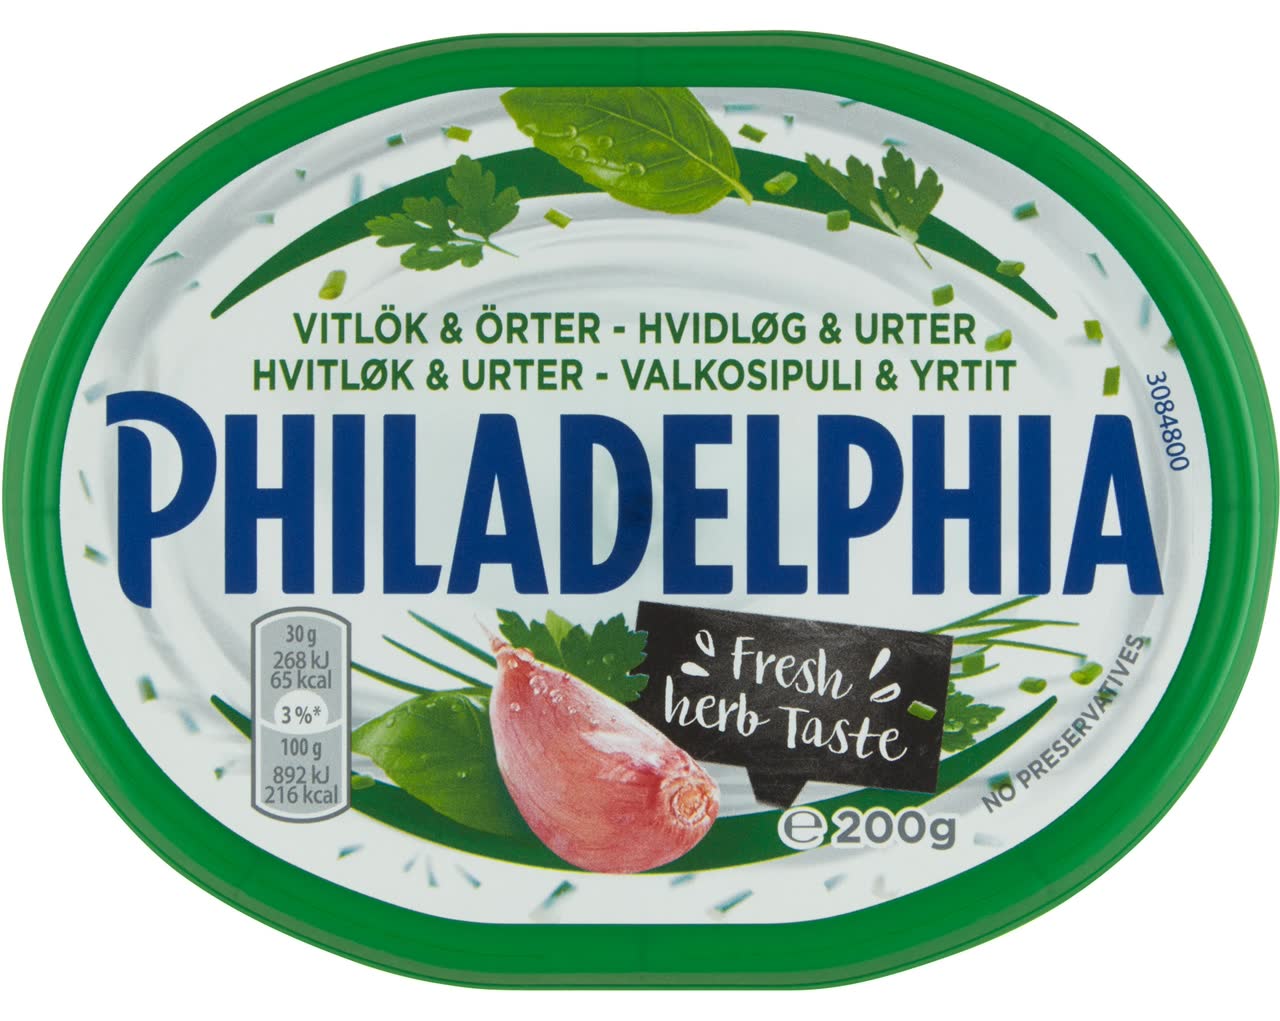 VITLÖK & ÖRTER - HVIDLØG & URTER
HVITLØK & URTER - VALKOSIPULI & YRTIT
PHILADELPHIA
3084800
Fresh
herb Taste
30 g
268 kJ
65 kcal
3 %*
100 g
892 kJ
216 kcal
℮ 200g
NO PRESERVATIVES